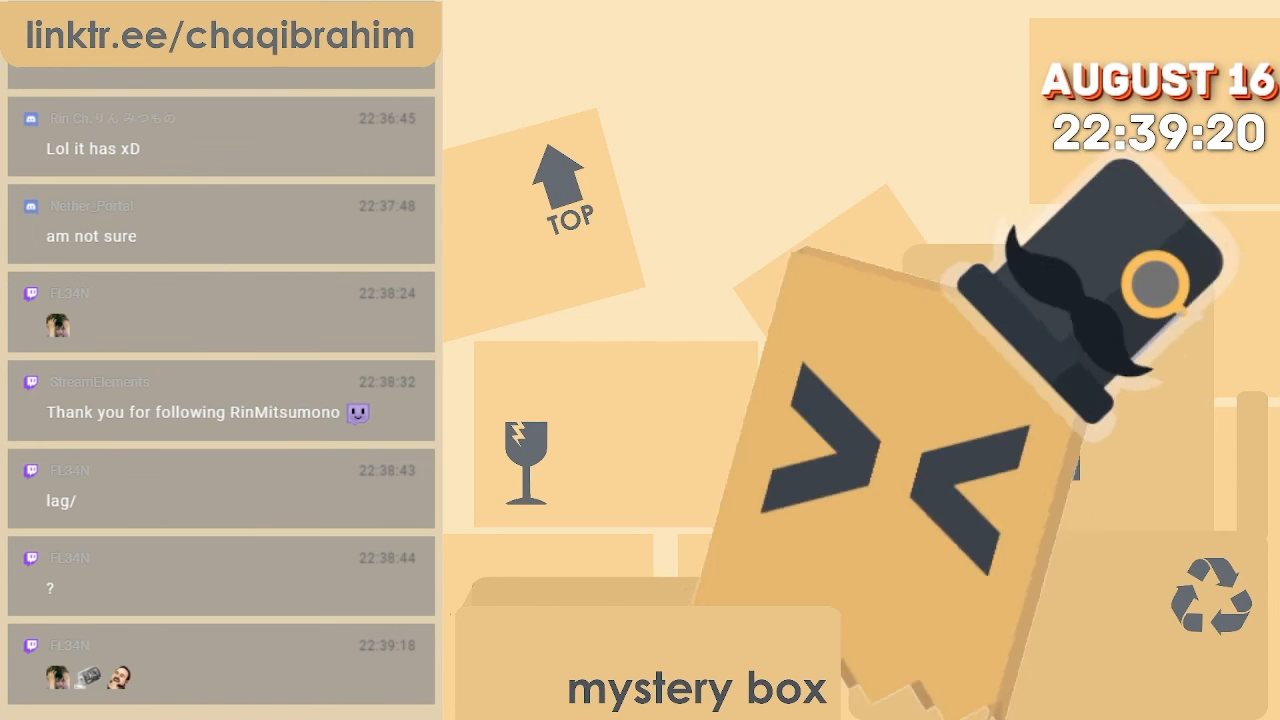 linktr.ee/chaqibrahim
Rin Ch.りん みつもの 22:36:45
Lol it has xD
Nether_Portal 22:37:48
am not sure
FL34N 22:38:24
StreamElements 22:38:32
Thank you for following RinMitsumono
FL34N 22:38:43
lag/
FL34N 22:38:44
?
FL34N 22:39:18
TOP
AUGUST 16
22:39:20
mystery box